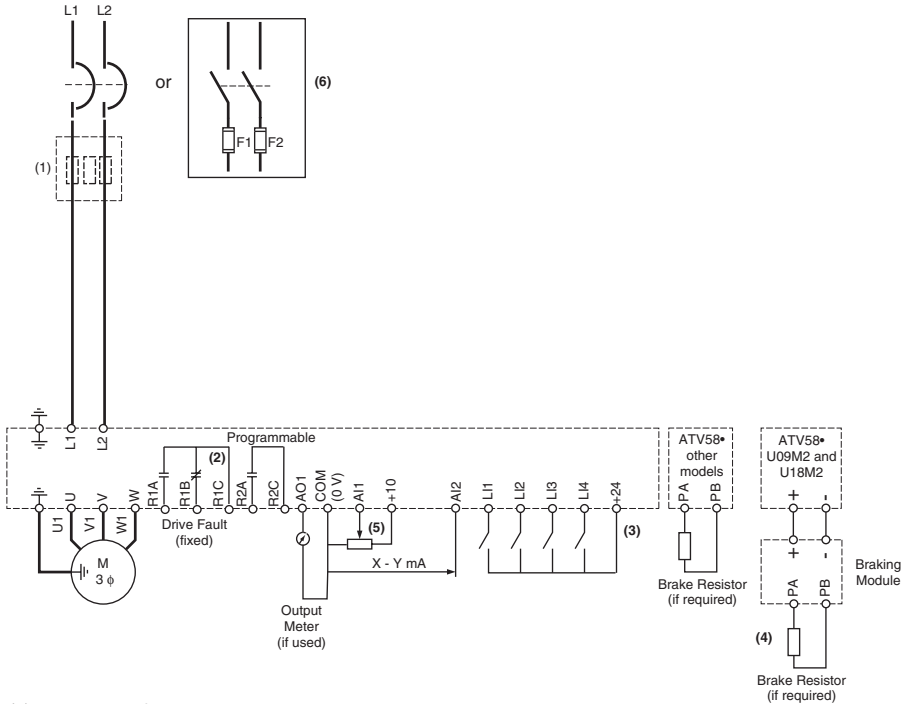 L1 L2
or
(6)
F1 F2
(1)
L1 L2
Programmable
(2)
U V W R1A R1B R1C R2A R2C AO1 COM (0 V) AI1 +10 AI2 LI1 LI2 LI3 LI4 +24
U1 V1 W1
Drive Fault
(fixed)
(5)
(3)
X - Y mA
M
3 ϕ
Output
Meter
(if used)
ATV58•
other
models
PA PB
Brake Resistor
(if required)
ATV58•
U09M2 and
U18M2
+ -
+ -
PA PB
Braking
Module
(4)
Brake Resistor
(if required)